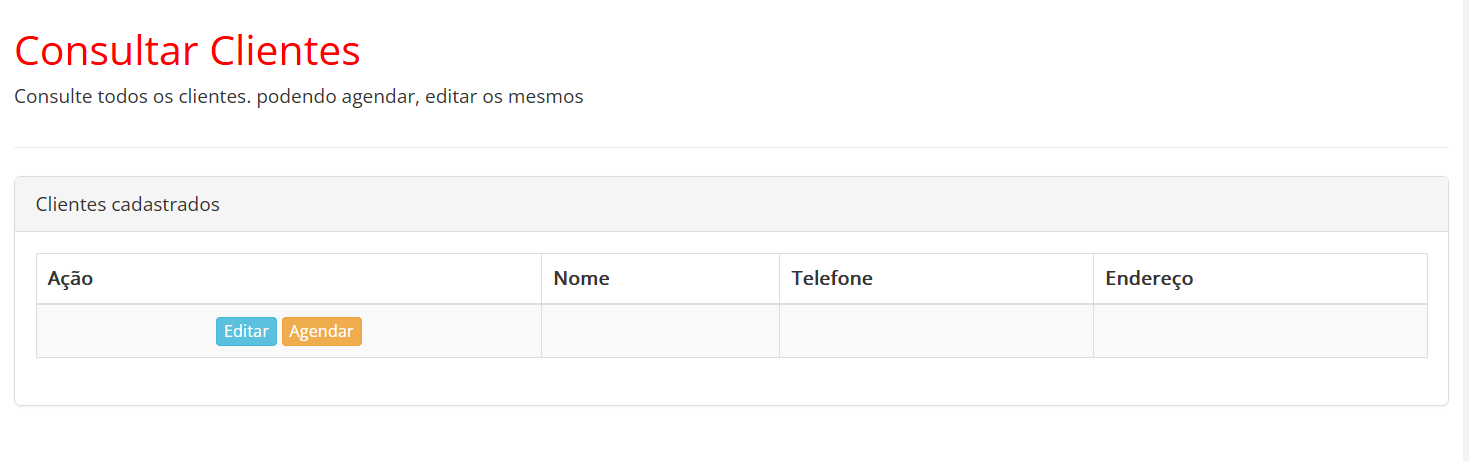 Consultar Clientes
Consulte todos os clientes. podendo agendar, editar os mesmos
Clientes cadastrados
Ação Nome Telefone Endereço
Editar Agendar